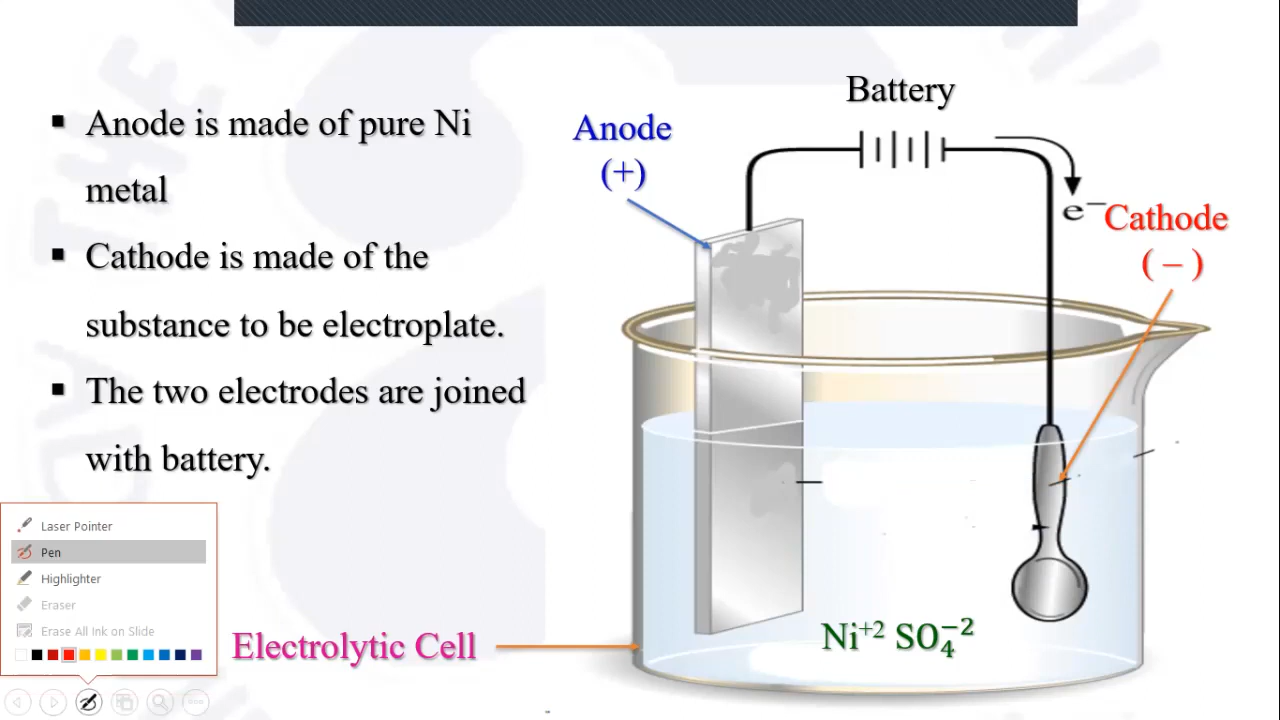 Battery
▪ Anode is made of pure Ni
metal
▪ Cathode is made of the
substance to be electroplate.
▪ The two electrodes are joined
with battery.
Anode
(+)
e⁻
Cathode
( – )
Laser Pointer
Pen
Highlighter
Eraser
Erase All Ink on Slide
Electrolytic Cell
Ni⁺² SO₄⁻²